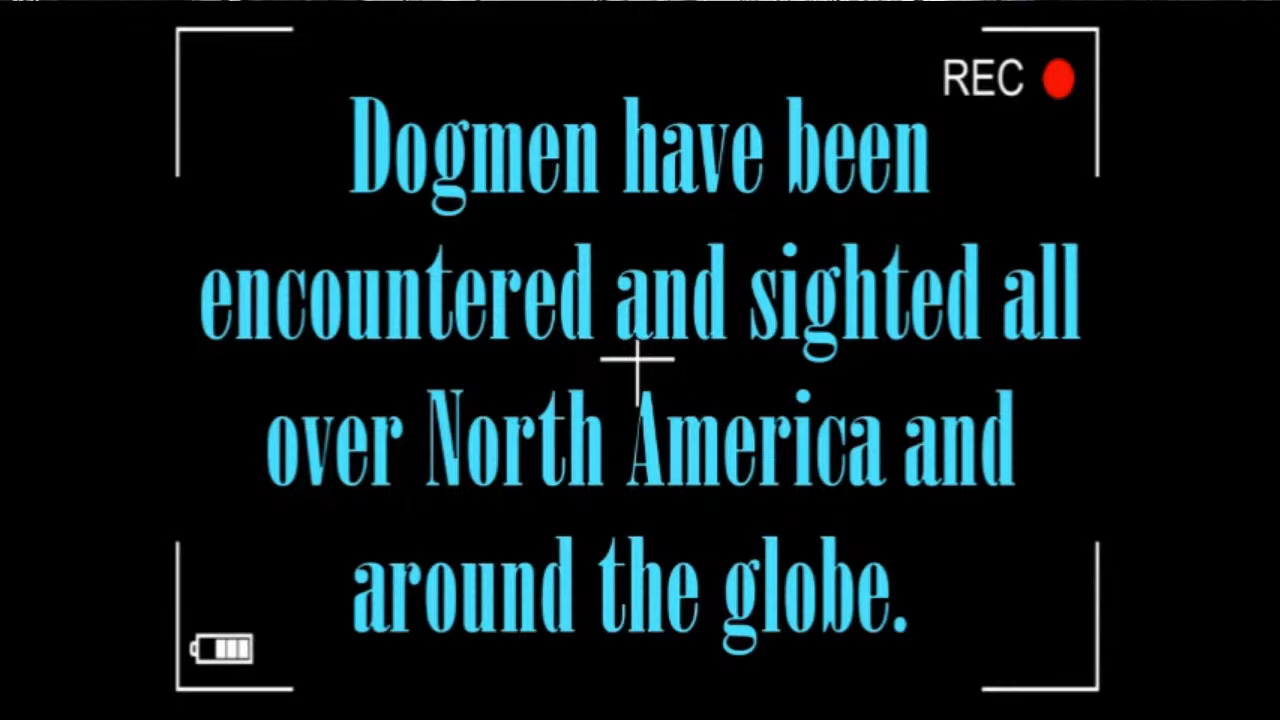 REC
Dogmen have been
encountered and sighted all
over North America and
around the globe.